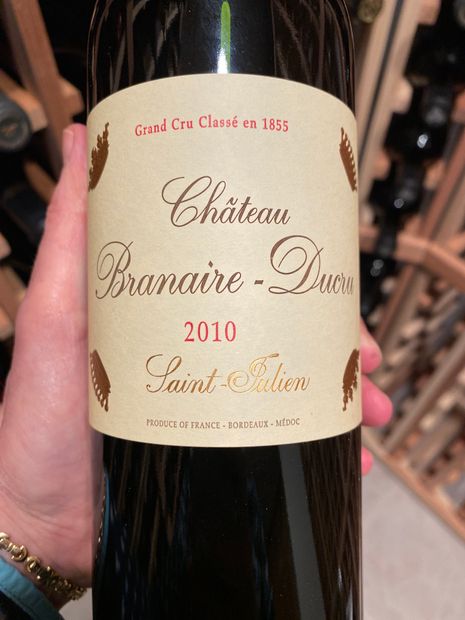 Grand Cru Classé en 1855
Château
Branaire-Ducru
2010
Saint-Julien
PRODUCE OF FRANCE - BORDEAUX - MÉDOC